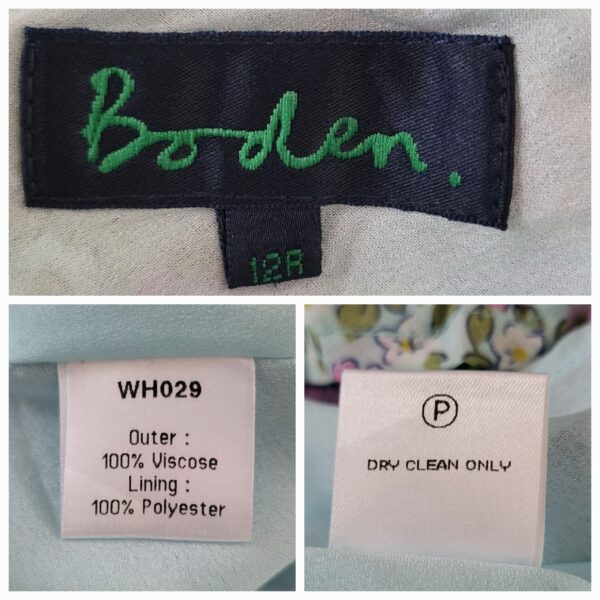 Boden.
12R
WH029
Outer :
100% Viscose
Lining :
100% Polyester
P
DRY CLEAN ONLY